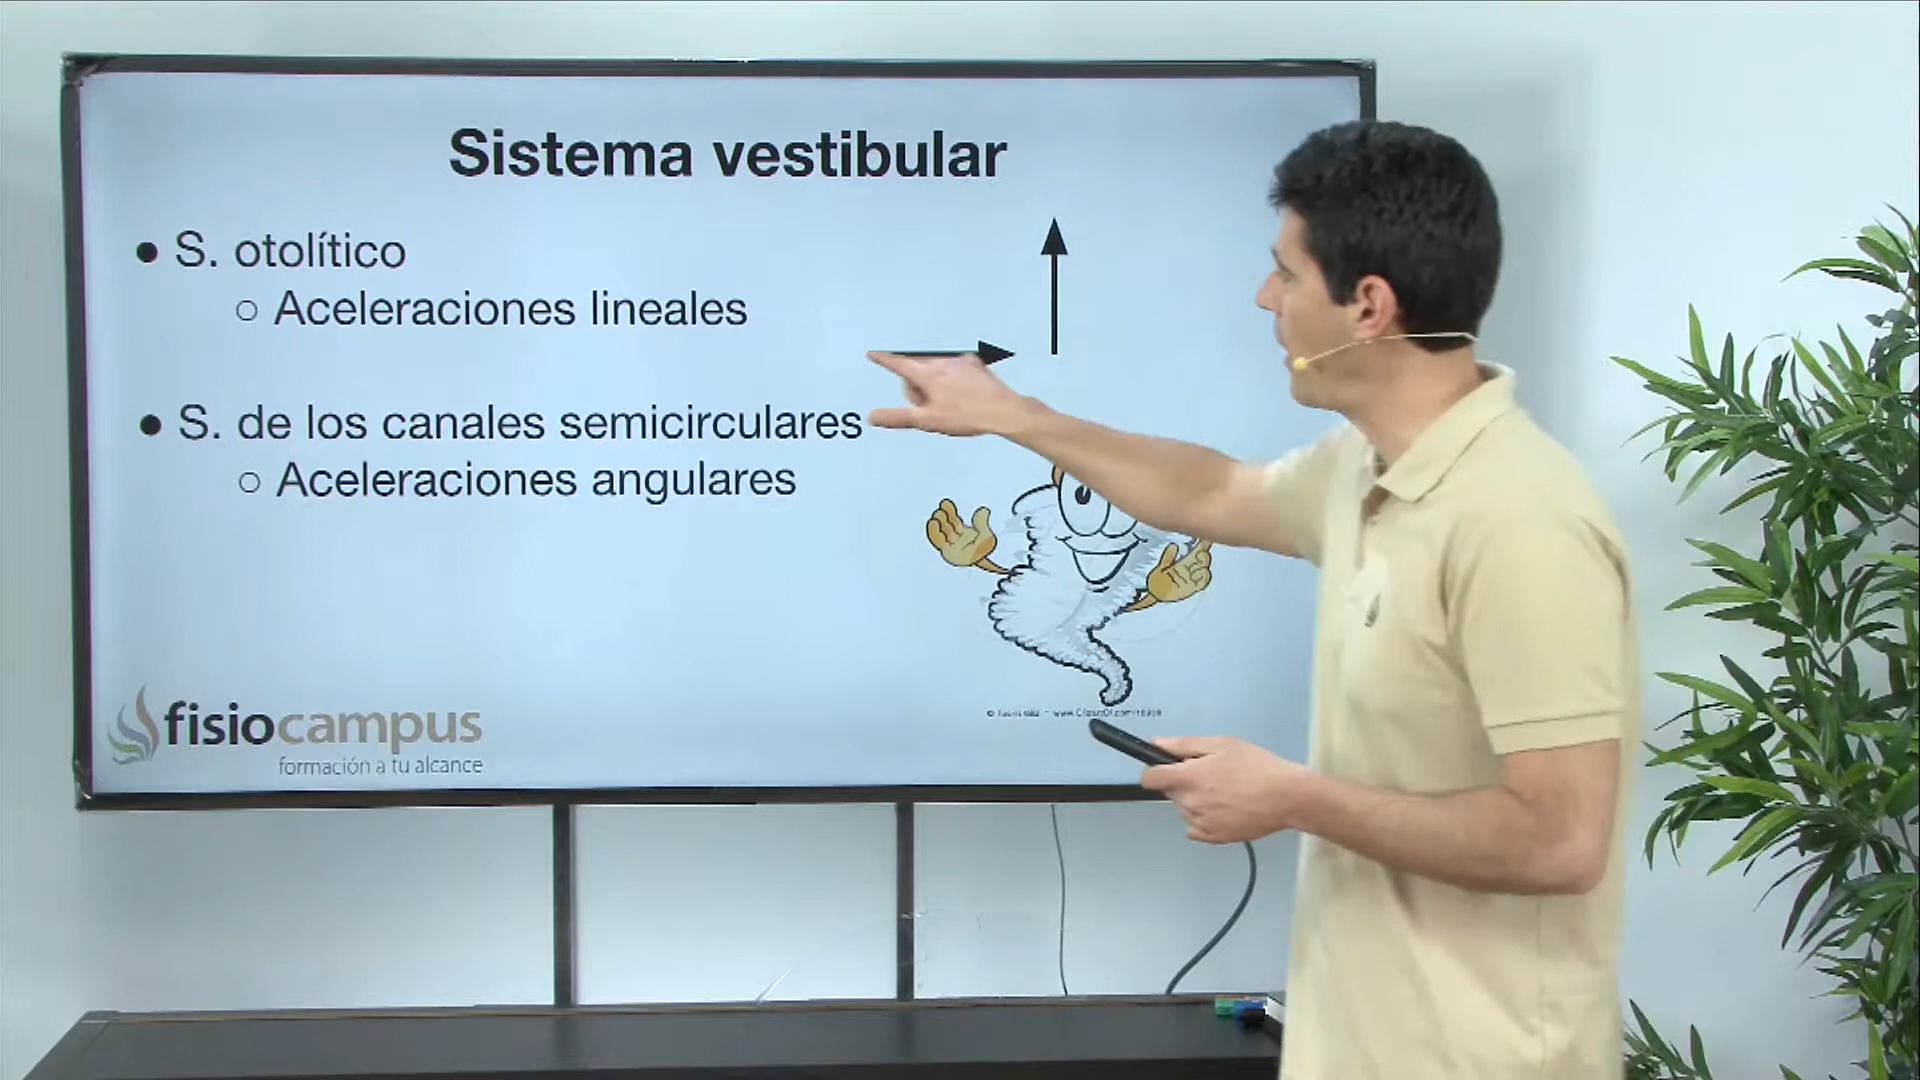 Sistema vestibular
● S. otolítico
○ Aceleraciones lineales
● S. de los canales semicirculares
○ Aceleraciones angulares
fisiocampus
formación a tu alcance